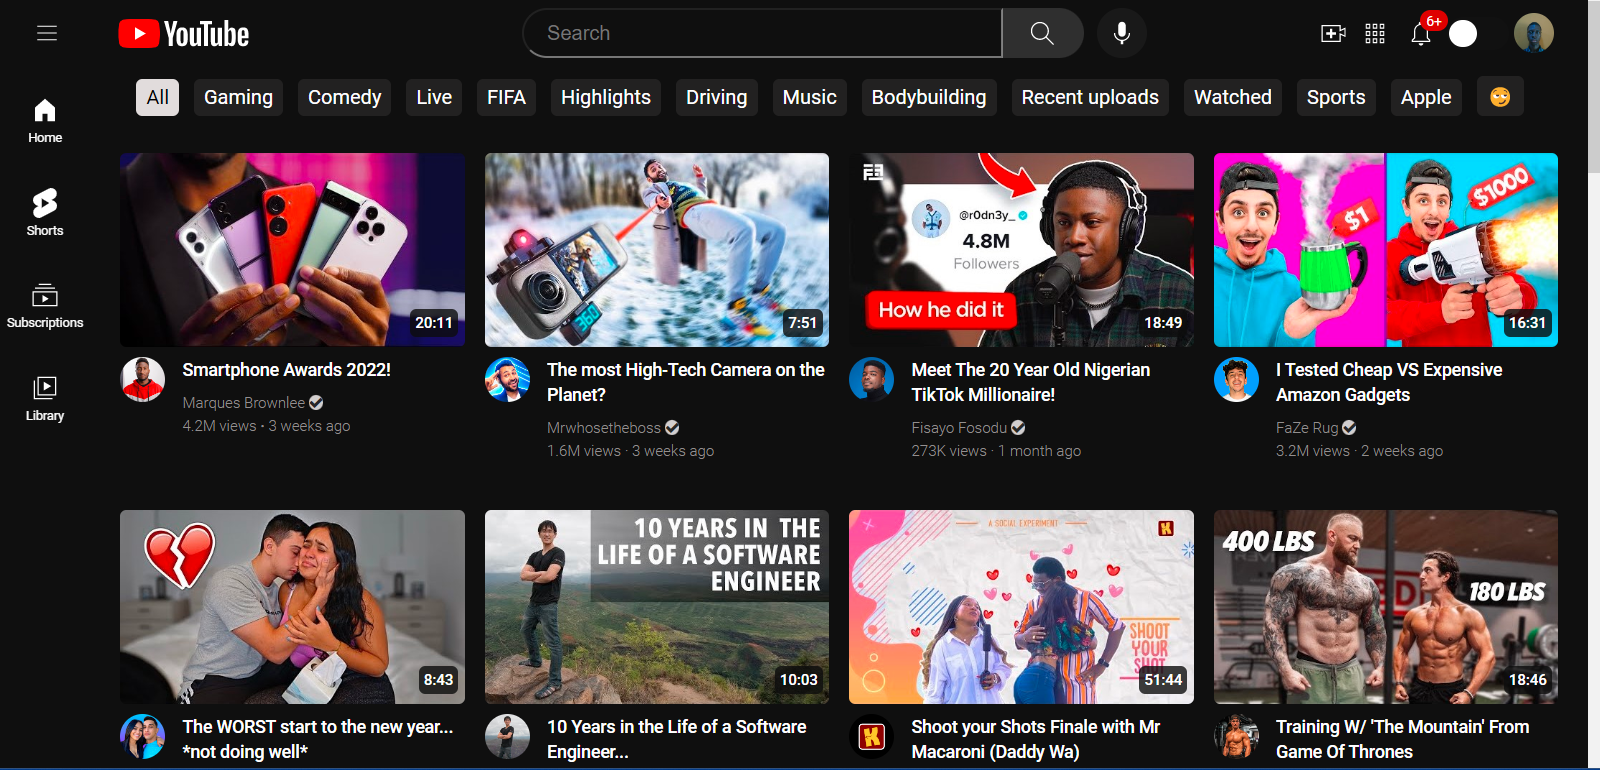 YouTube
Search
6+
All
Gaming
Comedy
Live
FIFA
Highlights
Driving
Music
Bodybuilding
Recent uploads
Watched
Sports
Apple
Home
Shorts
Subscriptions
Library
20:11
Smartphone Awards 2022!
Marques Brownlee
4.2M views • 3 weeks ago
360
7:51
The most High-Tech Camera on the
Planet?
Mrwhosetheboss
1.6M views · 3 weeks ago
@r0dn3y_
4.8M
Followers
How he did it
18:49
Meet The 20 Year Old Nigerian
TikTok Millionaire!
Fisayo Fosodu
273K views · 1 month ago
$1
$1000
16:31
I Tested Cheap VS Expensive
Amazon Gadgets
FaZe Rug
3.2M views · 2 weeks ago
8:43
The WORST start to the new year...
*not doing well*
10 YEARS IN THE
LIFE OF A SOFTWARE
ENGINEER
10:03
10 Years in the Life of a Software
Engineer...
A SOCIAL EXPERIMENT
K
SHOOT
YOUR
SHOT
51:44
K
Shoot your Shots Finale with Mr
Macaroni (Daddy Wa)
400 LBS
180 LBS
18:46
Training W/ 'The Mountain' From
Game Of Thrones